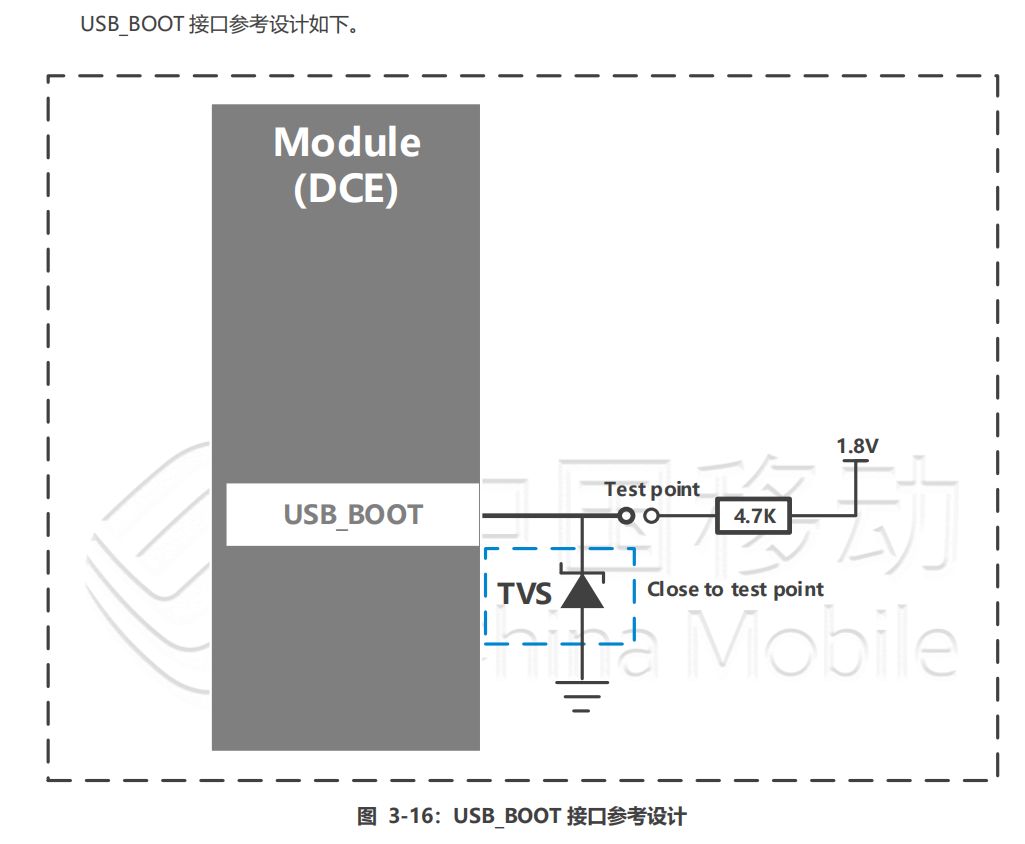 USB_BOOT 接口参考设计如下。
Module
(DCE)
1.8V
Test point
USB_BOOT
4.7K
TVS
Close to test point
中国移动
China Mobile
图 3-16：USB_BOOT 接口参考设计